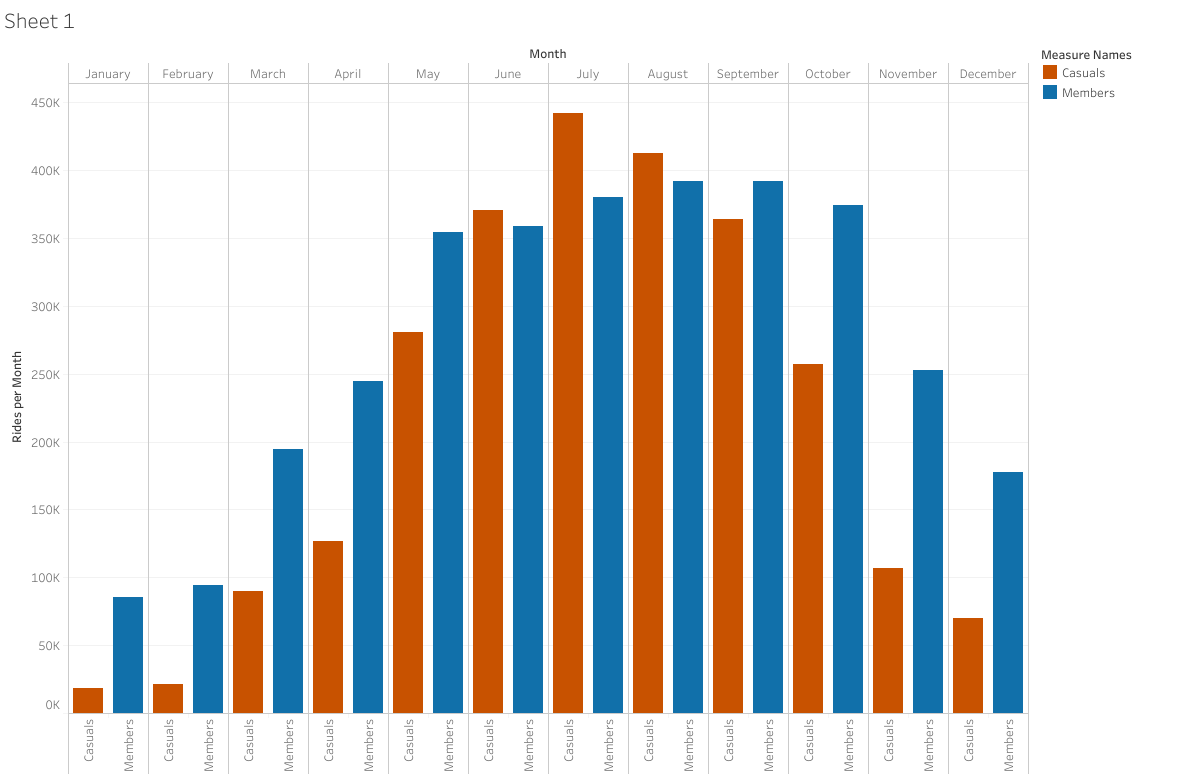 Sheet 1
Month
January February March April May June July August September October November December
Measure Names
Casuals
Members
Rides per Month
450K
400K
350K
300K
250K
200K
150K
100K
50K
0K
Casuals Members Casuals Members Casuals Members Casuals Members Casuals Members Casuals Members Casuals Members Casuals Members Casuals Members Casuals Members Casuals Members Casuals Members